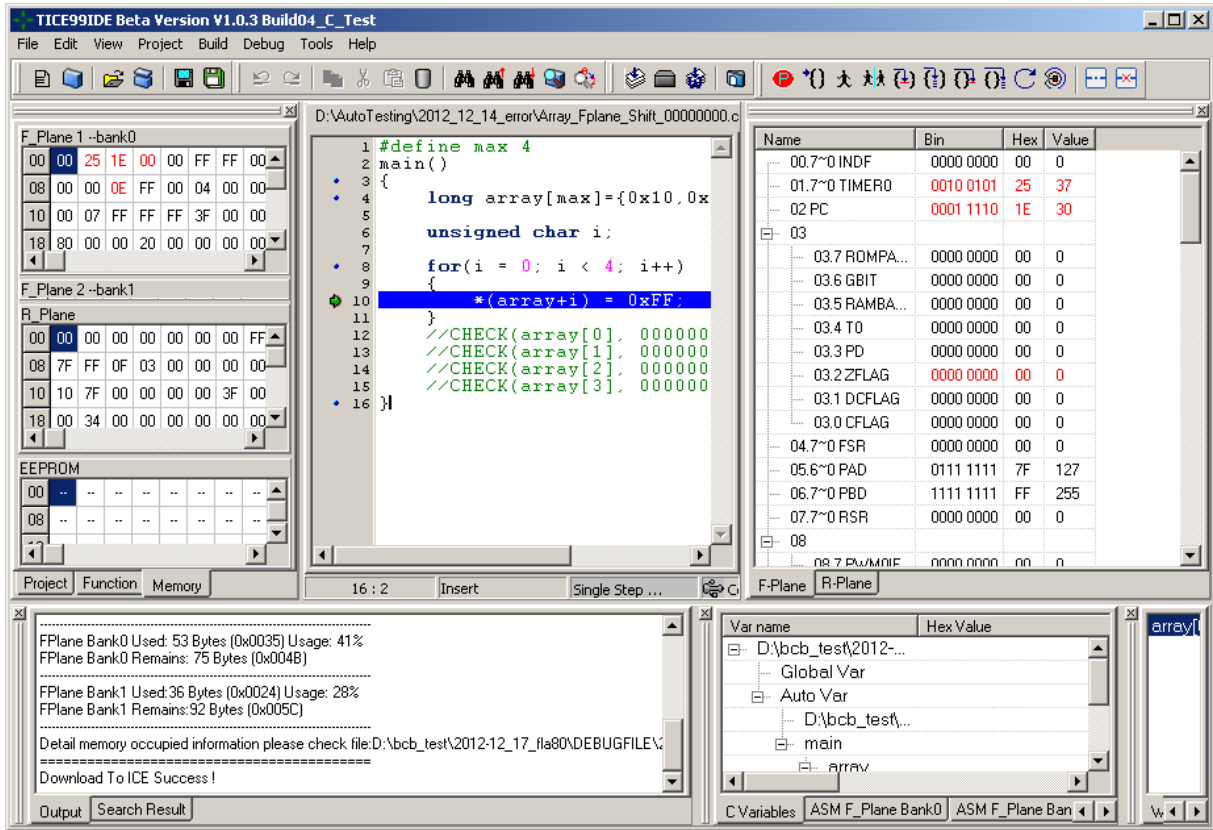 TICE99IDE Beta Version V1.0.3 Build04_C_Test
File Edit View Project Build Debug Tools Help
F_Plane 1 --bank0
00 00 25 1E 00 00 FF FF 00
08 00 00 0E FF 00 04 00 00
10 00 07 FF FF FF 3F 00 00
18 80 00 00 20 00 00 00 00
F_Plane 2 --bank1
R_Plane
00 00 00 00 00 00 00 00 FF
08 7F FF 0F 03 00 00 00 00
10 10 7F 00 00 00 00 3F 00
18 00 34 00 00 00 00 00 00
EEPROM
00 -- -- -- -- -- -- -- --
08 -- -- -- -- -- -- -- --
Project Function Memory
D:\AutoTesting\2012_12_14_error\Array_Fplane_Shift_00000000.c
1 #define max 4
2 main()
3 {
4 long array[max]={0x10,0x
5
6 unsigned char i;
7
8 for(i = 0; i < 4; i++)
9 {
10 *(array+i) = 0xFF;
11 }
12 //CHECK(array[0], 000000
13 //CHECK(array[1], 000000
14 //CHECK(array[2], 000000
15 //CHECK(array[3], 000000
16 }
16 : 2 Insert Single Step ...
Name Bin Hex Value
00.7~0 INDF 0000 0000 00 0
01.7~0 TIMER0 0010 0101 25 37
02 PC 0001 1110 1E 30
03
03.7 ROMPA... 0000 0000 00 0
03.6 GBIT 0000 0000 00 0
03.5 RAMBA... 0000 0000 00 0
03.4 T0 0000 0000 00 0
03.3 PD 0000 0000 00 0
03.2 ZFLAG 0000 0000 00 0
03.1 DCFLAG 0000 0000 00 0
03.0 CFLAG 0000 0000 00 0
04.7~0 FSR 0000 0000 00 0
05.6~0 PAD 0111 1111 7F 127
06.7~0 PBD 1111 1111 FF 255
07.7~0 RSR 0000 0000 00 0
08
08.7 PWM0IF 0000 0000 00 0
F-Plane R-Plane
FPlane Bank0 Used: 53 Bytes (0x0035) Usage: 41%
FPlane Bank0 Remains: 75 Bytes (0x004B)
FPlane Bank1 Used:36 Bytes (0x0024) Usage: 28%
FPlane Bank1 Remains:92 Bytes (0x005C)
Detail memory occupied information please check file:D:\bcb_test\2012-12_17_fla80\DEBUGFILE\2
==========================================
Download To ICE Success !
Output Search Result
Var name Hex Value
D:\bcb_test\2012-...
Global Var
Auto Var
D:\bcb_test\...
main
array
C Variables ASM F_Plane Bank0 ASM F_Plane Ban
array[